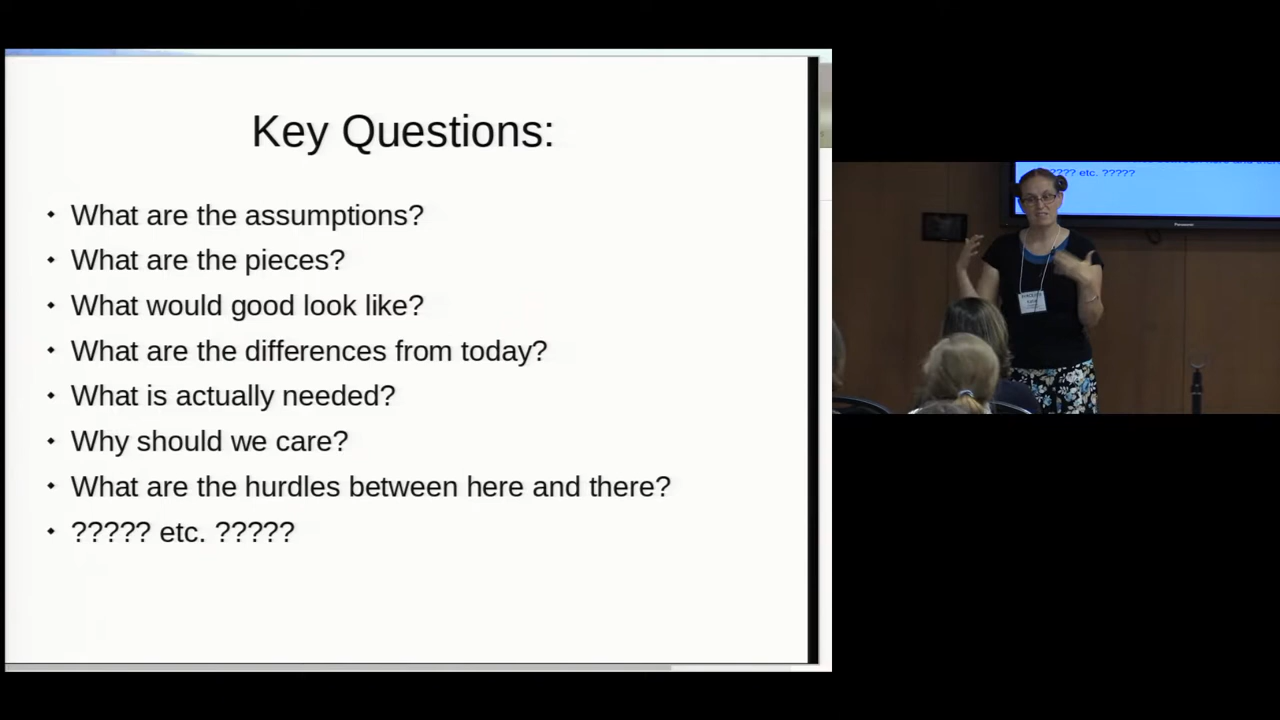 Key Questions:
What are the assumptions?
What are the pieces?
What would good look like?
What are the differences from today?
What is actually needed?
Why should we care?
What are the hurdles between here and there?
????? etc. ?????
???? etc. ?????
Panasonic